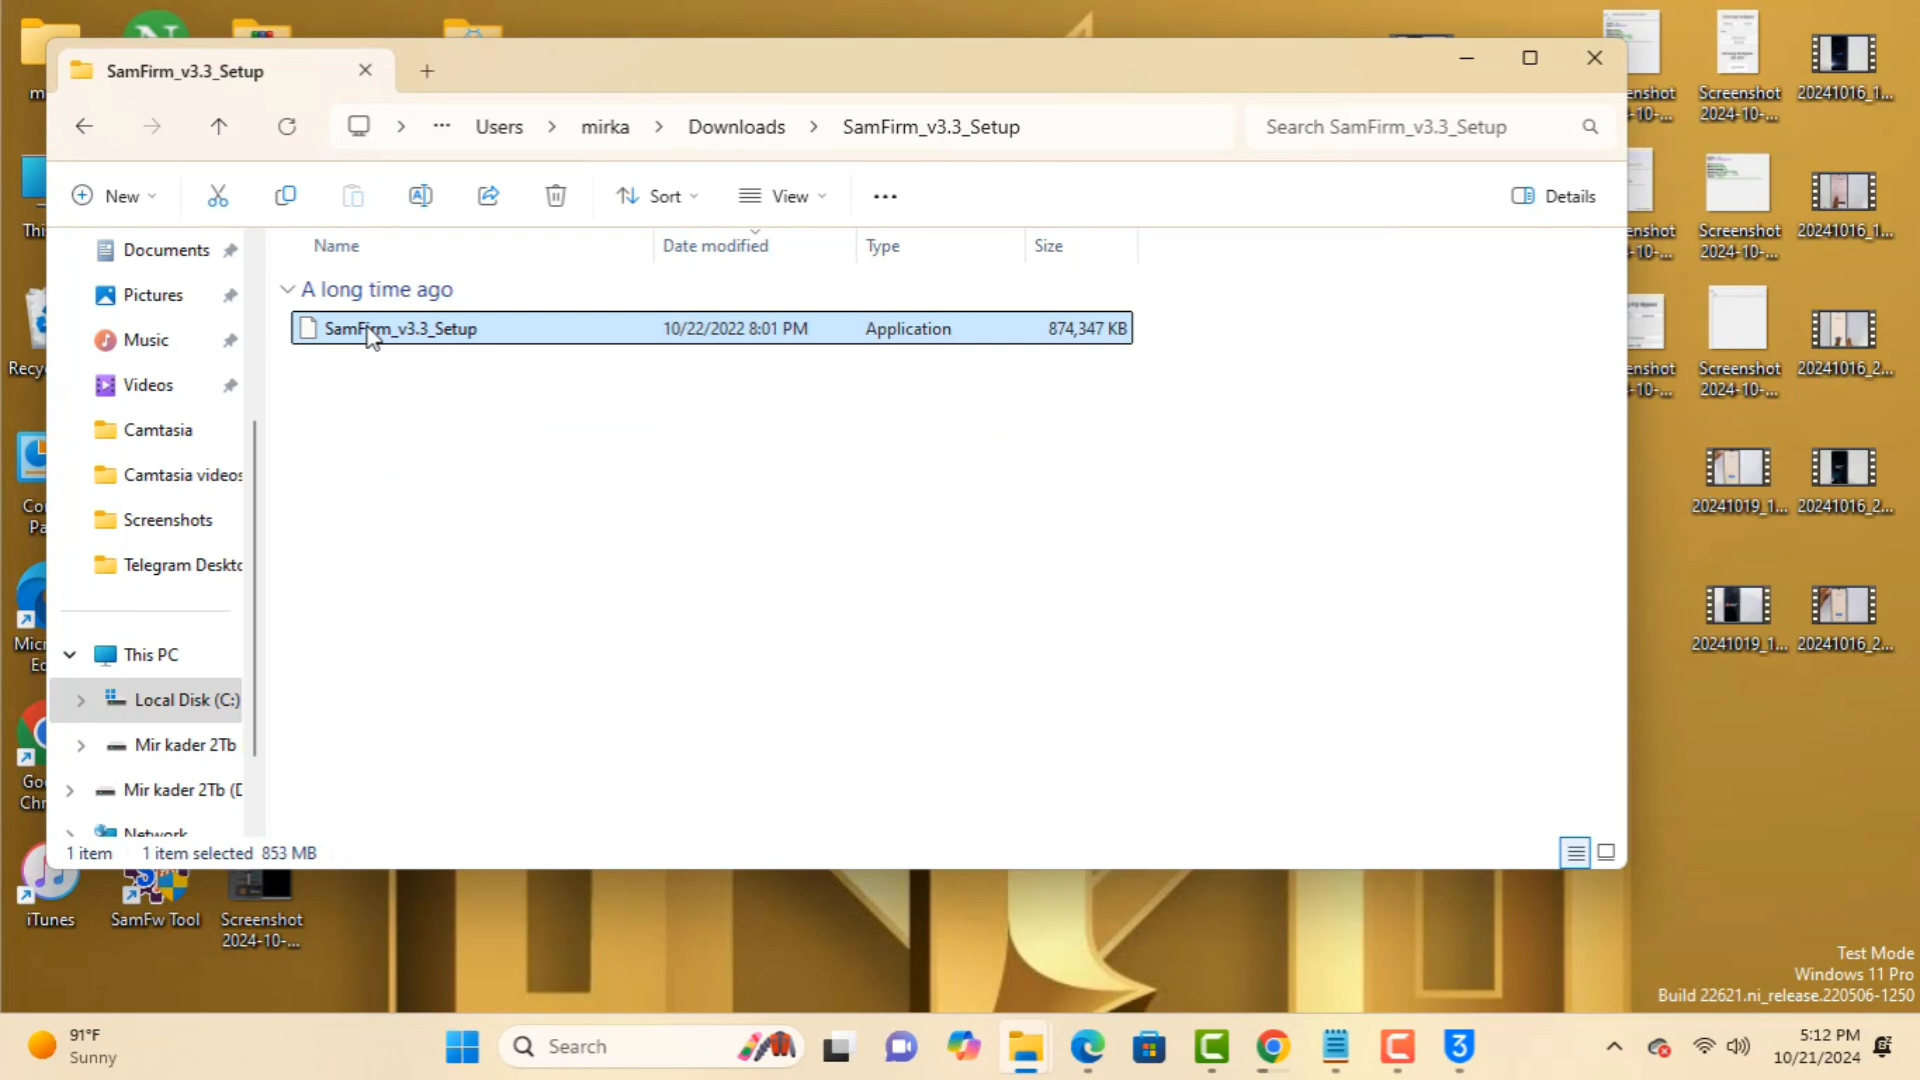 SamFirm_v3.3_Setup
Users
mirka
Downloads
SamFirm_v3.3_Setup
Search SamFirm_v3.3_Setup
New
Sort
View
Details
Name
Date modified
Type
Size
A long time ago
SamFirm_v3.3_Setup 10/22/2022 8:01 PM Application 874,347 KB
Documents
Pictures
Music
Videos
Camtasia
Camtasia videos
Screenshots
Telegram Deskto
This PC
Local Disk (C:)
Mir kader 2Tb
Mir kader 2Tb (D
Network
1 item
1 item selected 853 MB
Screenshot
2024-10-...
20241016_1...
Screenshot
2024-10-...
20241016_1...
Screenshot
2024-10-...
20241016_2...
20241019_1...
20241016_2...
20241019_1...
20241016_2...
iTunes
SamFw Tool
Screenshot
2024-10-...
Test Mode
Windows 11 Pro
Build 22621.ni_release.220506-1250
91°F
Sunny
Search
5:12 PM
10/21/2024